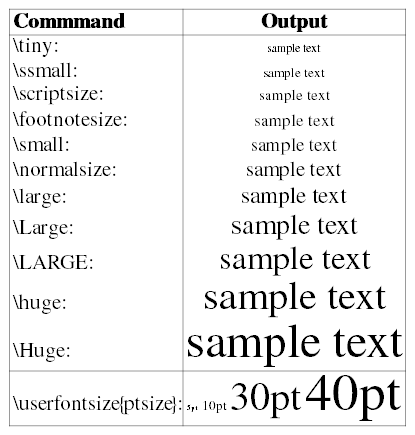 Commmand Output
\tiny: sample text
\ssmall: sample text
\scriptsize: sample text
\footnotesize: sample text
\small: sample text
\normalsize: sample text
\large: sample text
\Large: sample text
\LARGE: sample text
\huge: sample text
\Huge: sample text
\userfontsize{ptsize}: 10pt 30pt 40pt